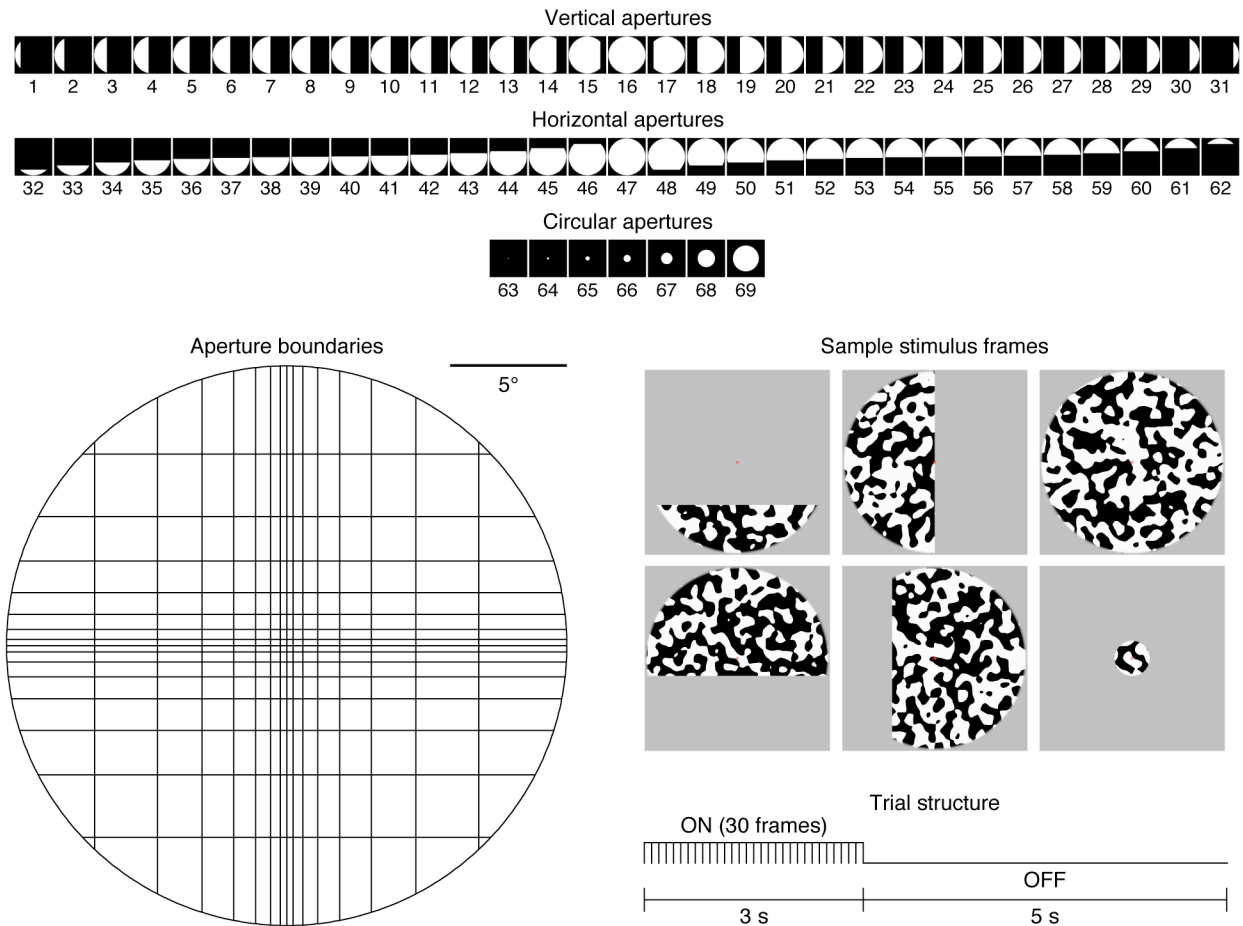 Vertical apertures
1 2 3 4 5 6 7 8 9 10 11 12 13 14 15 16 17 18 19 20 21 22 23 24 25 26 27 28 29 30 31
Horizontal apertures
32 33 34 35 36 37 38 39 40 41 42 43 44 45 46 47 48 49 50 51 52 53 54 55 56 57 58 59 60 61 62
Circular apertures
63 64 65 66 67 68 69
Aperture boundaries
5°
Sample stimulus frames
Trial structure
ON (30 frames)
OFF
3 s
5 s